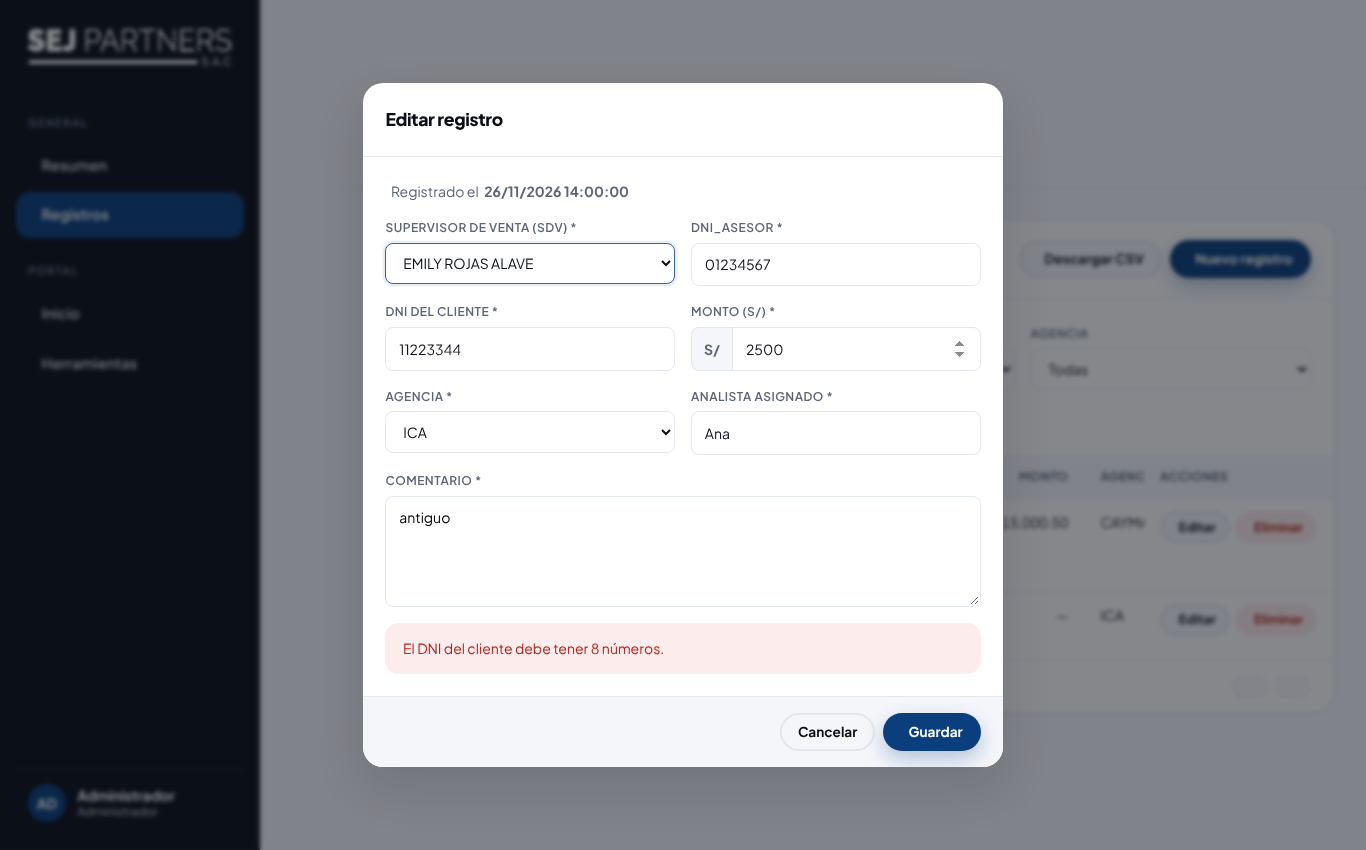 SEJ PARTNERS
S.A.C
GENERAL
Resumen
Registros
PORTAL
Inicio
Herramientas
AD
Administrador
Administrador
Descargar CSV
Nuevo registro
AGENCIA
Todas
MONTO
AGENC
ACCIONES
5.000.50
CAYM
Editar
Eliminar
—
ICA
Editar
Eliminar
Editar registro
Registrado el 26/11/2026 14:00:00
SUPERVISOR DE VENTA (SDV) *
DNI_ASESOR *
EMILY ROJAS ALAVE
01234567
DNI DEL CLIENTE *
MONTO (S/) *
11223344
S/ 2500
AGENCIA *
ANALISTA ASIGNADO *
ICA
Ana
COMENTARIO *
antiguo
El DNI del cliente debe tener 8 números.
Cancelar
Guardar